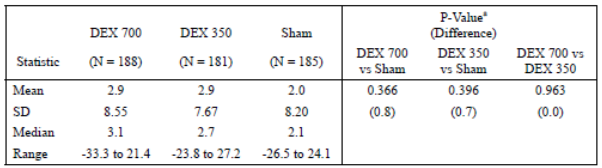 P-Value*
(Difference)
DEX 700 DEX 350 Sham
DEX 700 vs Sham DEX 350 vs Sham DEX 700 vs DEX 350
Statistic (N = 188) (N = 181) (N = 185)
Mean 2.9 2.9 2.0 0.366 0.396 0.963
SD 8.55 7.67 8.20 (0.8) (0.7) (0.0)
Median 3.1 2.7 2.1
Range -33.3 to 21.4 -23.8 to 27.2 -26.5 to 24.1